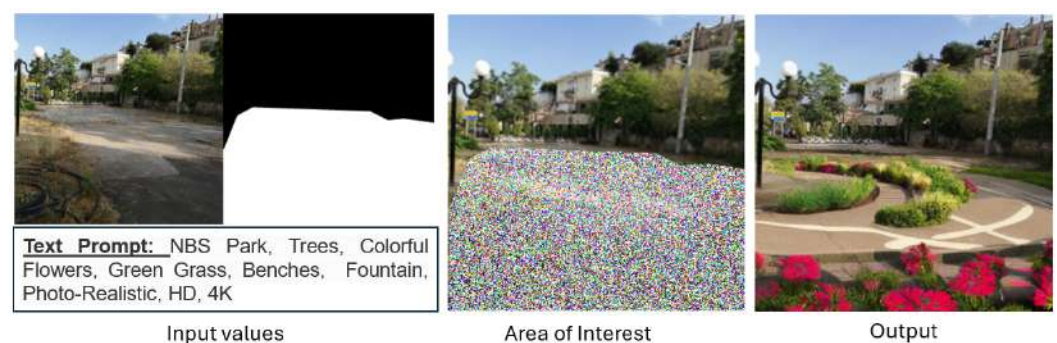 Text Prompt: NBS Park, Trees, Colorful
Flowers, Green Grass, Benches, Fountain,
Photo-Realistic, HD, 4K
Input values
Area of Interest
Output